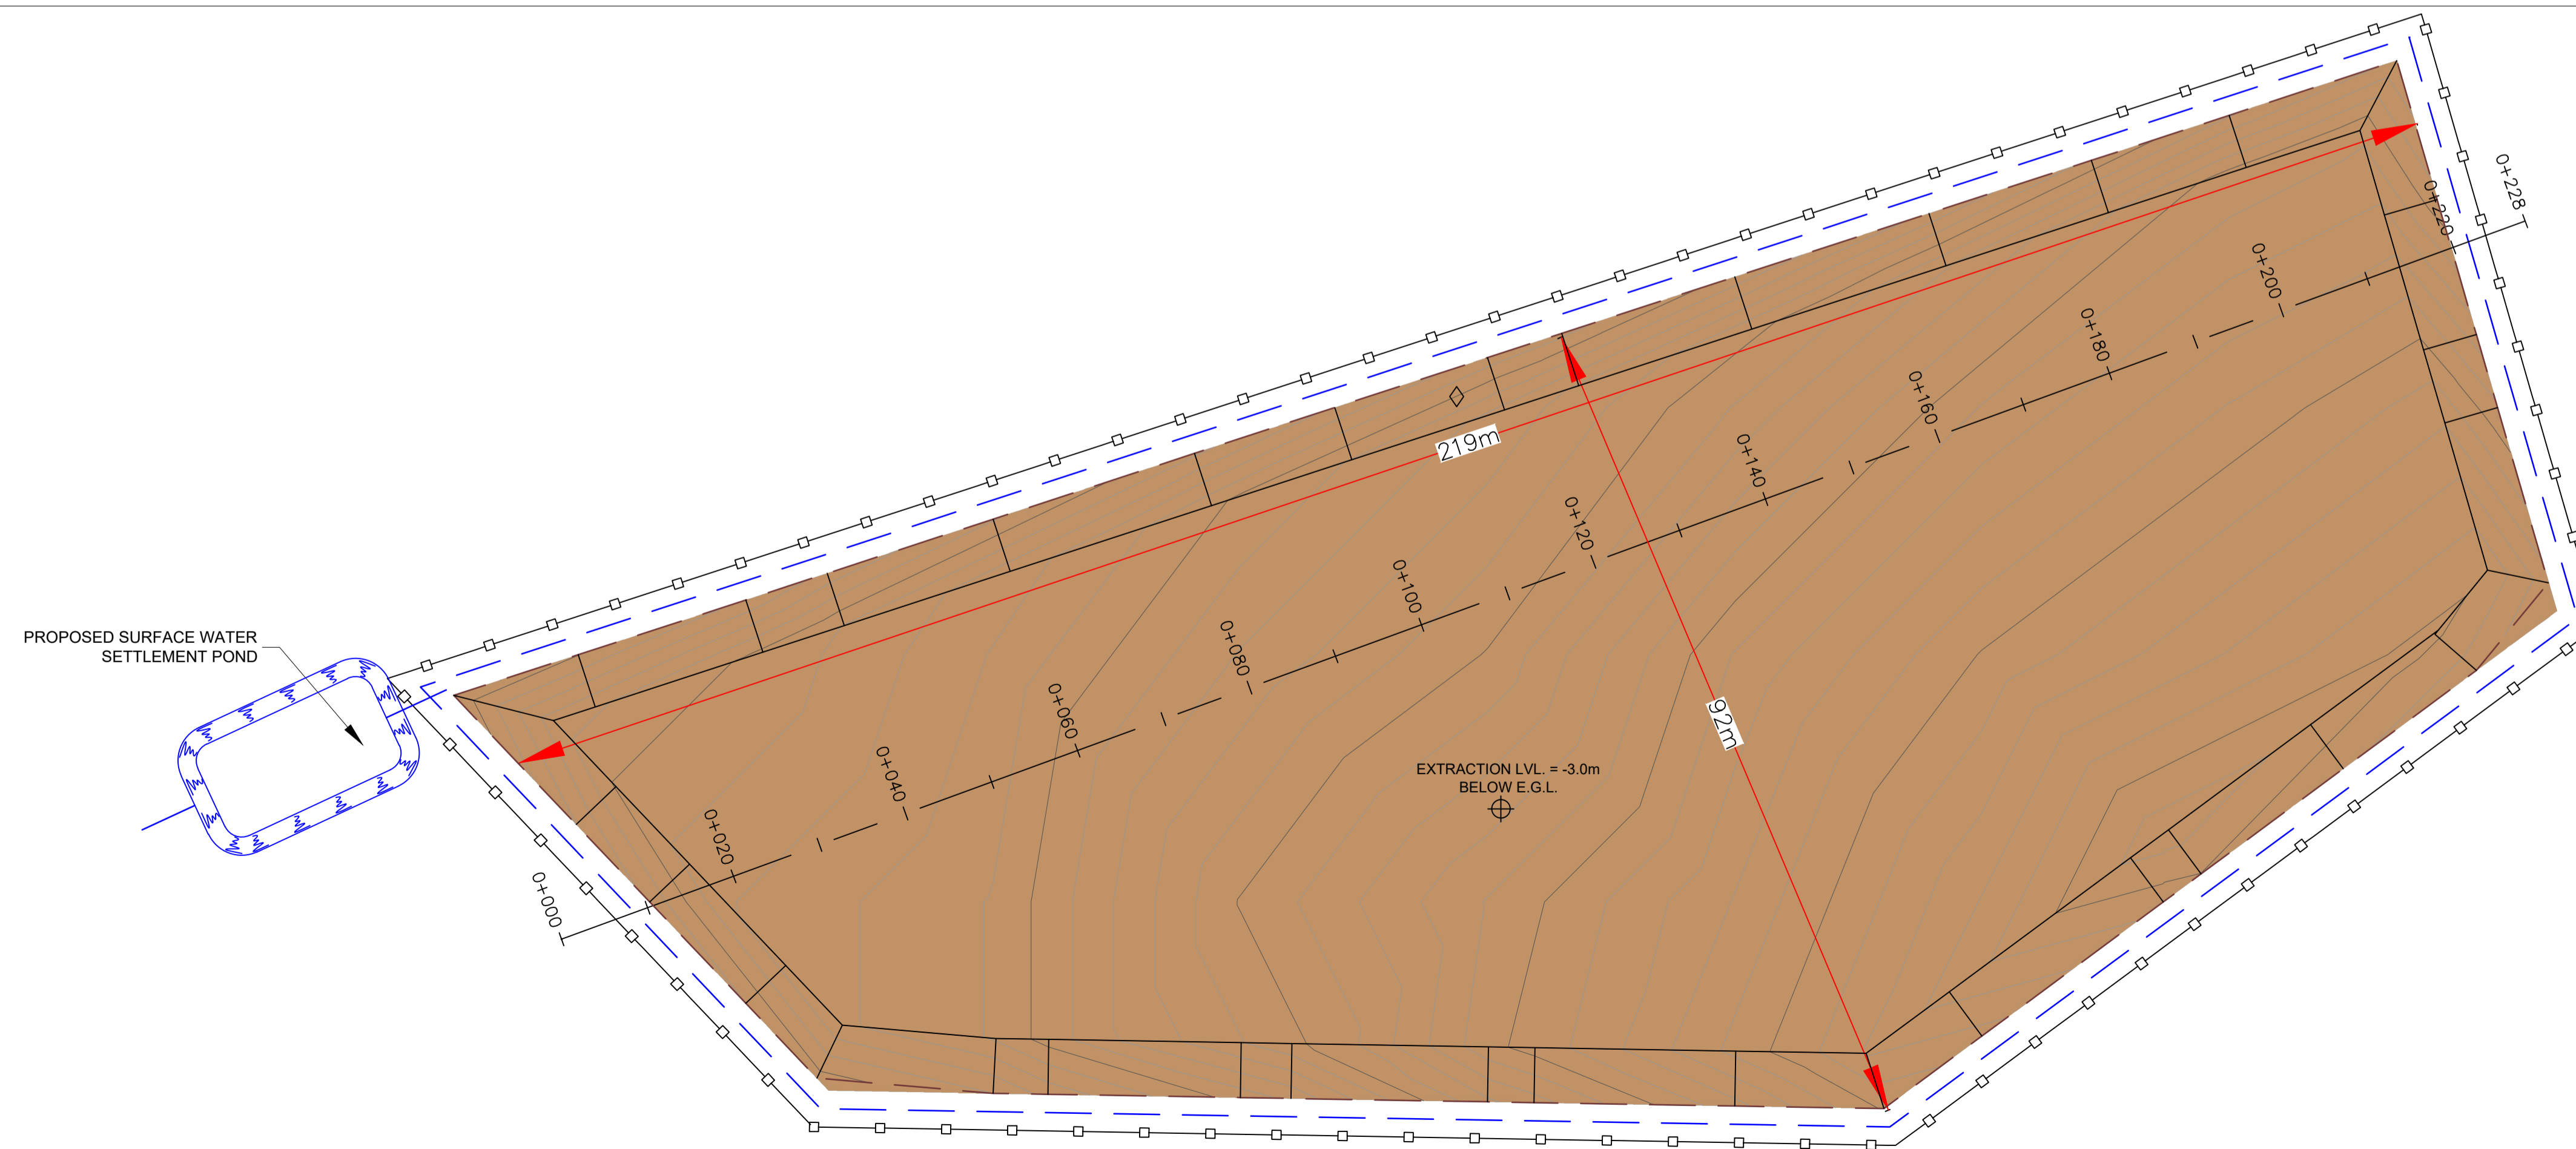 0+228
0+220
0+200
0+180
0+160
0+140
219m
0+120
0+100
0+080
PROPOSED SURFACE WATER
SETTLEMENT POND
0+060
92m
0+040
EXTRACTION LVL. = -3.0m
BELOW E.G.L.
0+020
0+000